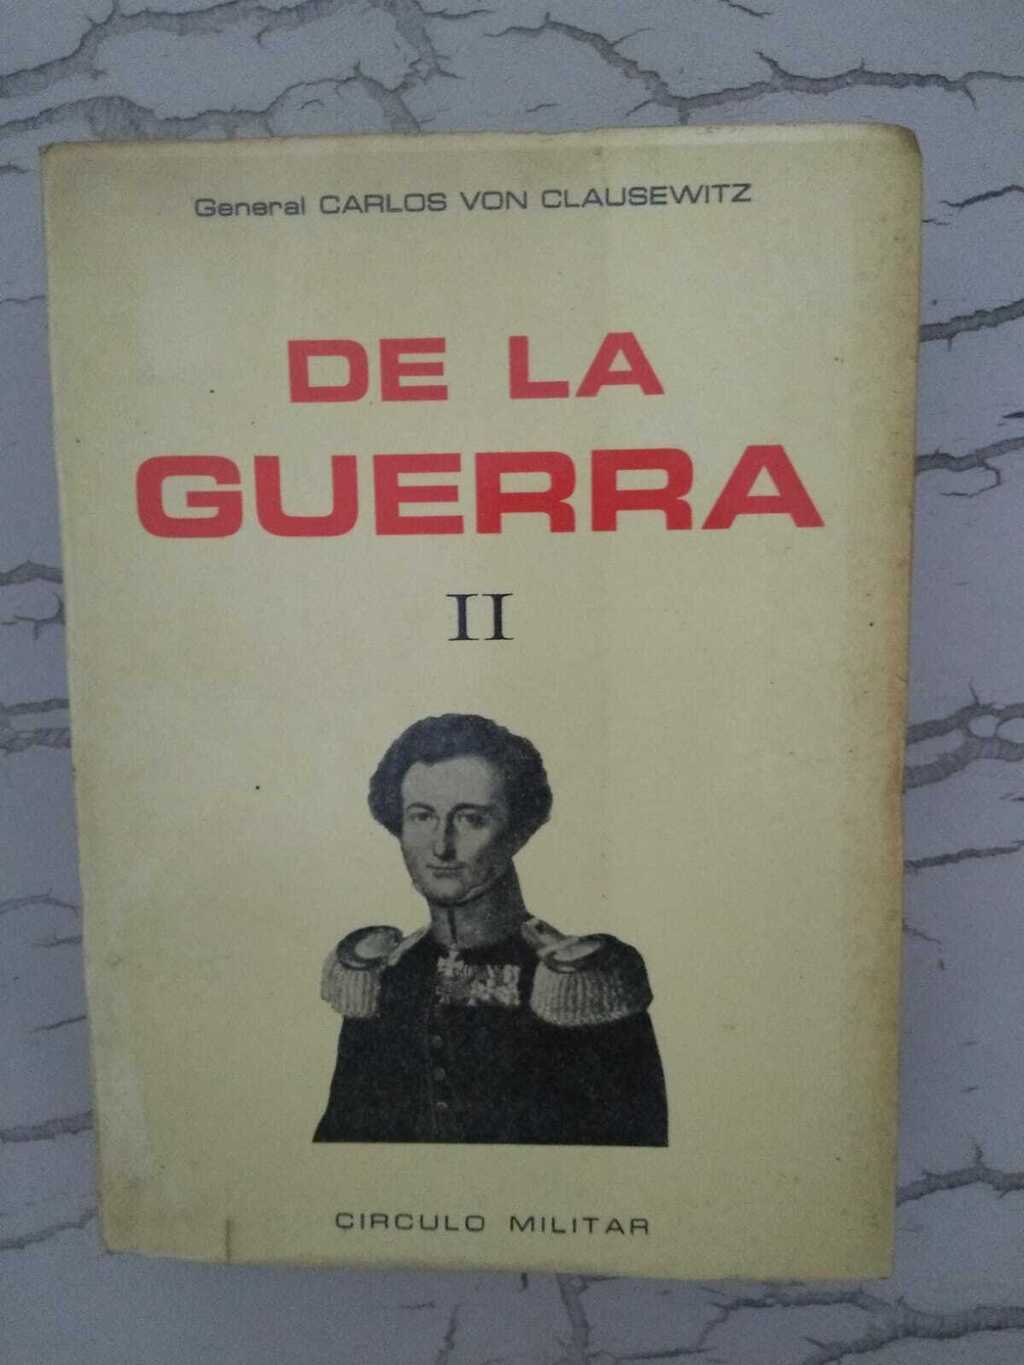 General CARLOS VON CLAUSEWITZ
DE LA
GUERRA
II
CIRCULO MILITAR